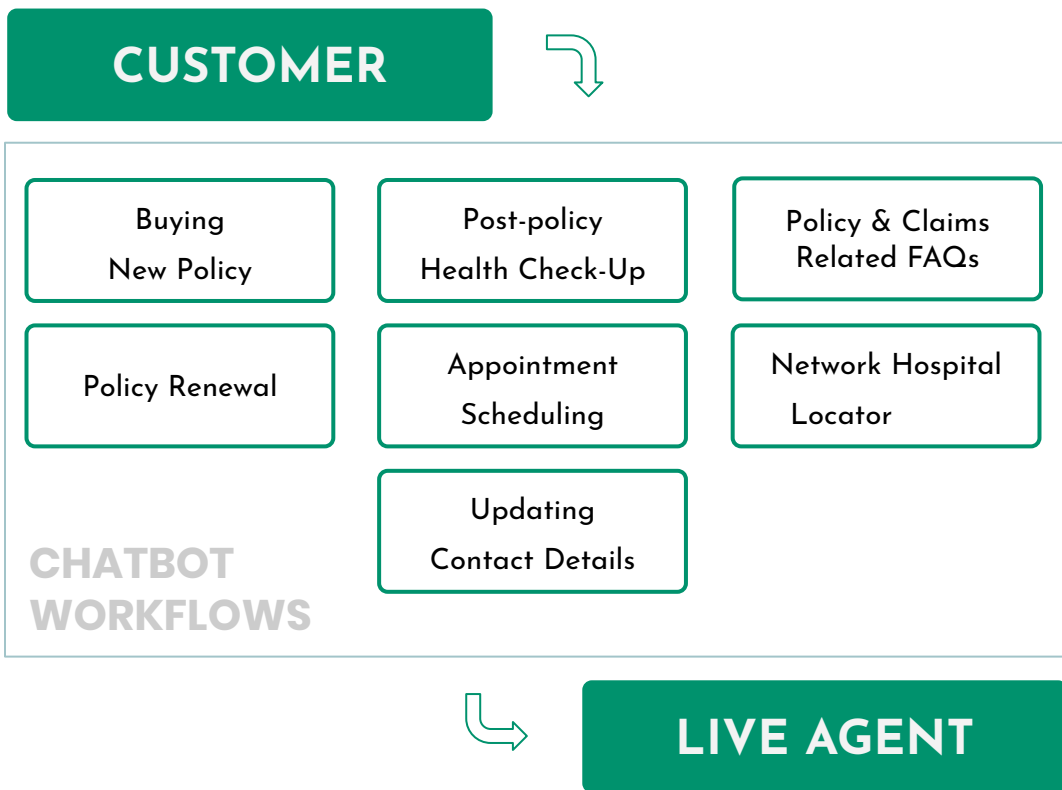 CUSTOMER
Buying
New Policy
Post-policy
Health Check-Up
Policy & Claims
Related FAQs
Policy Renewal
Appointment
Scheduling
Network Hospital
Locator
Updating
Contact Details
CHATBOT
WORKFLOWS
LIVE AGENT